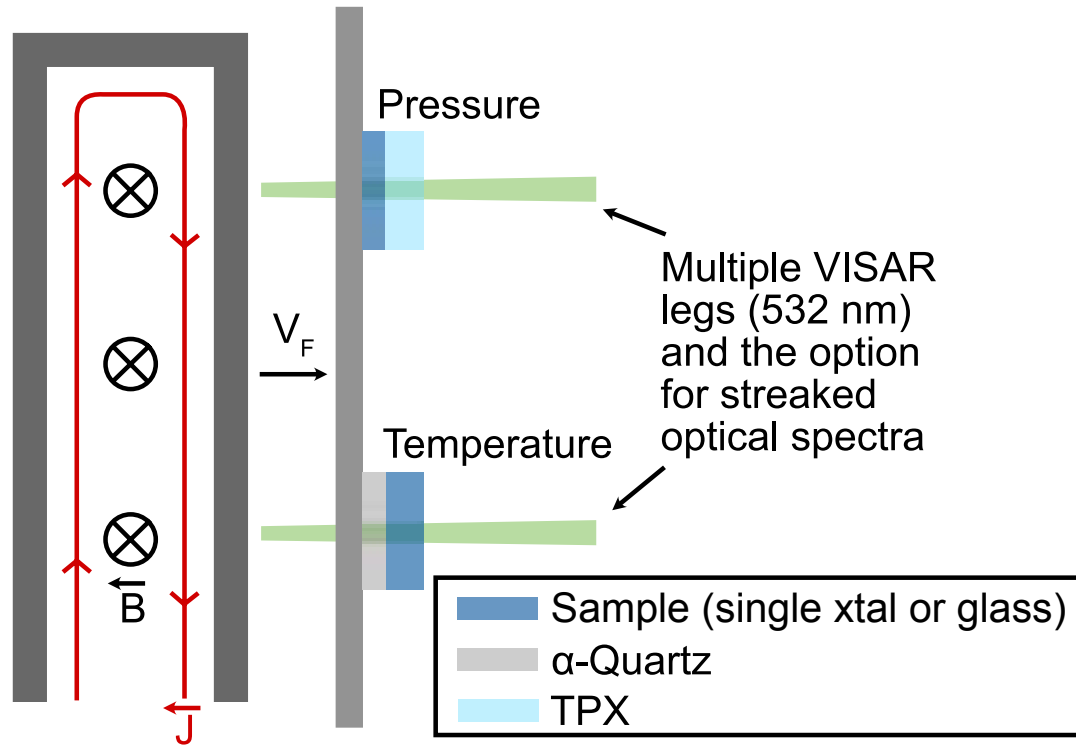 Pressure
Multiple VISAR
legs (532 nm)
and the option
for streaked
optical spectra
V_F
Temperature
B
J
Sample (single xtal or glass)
α-Quartz
TPX